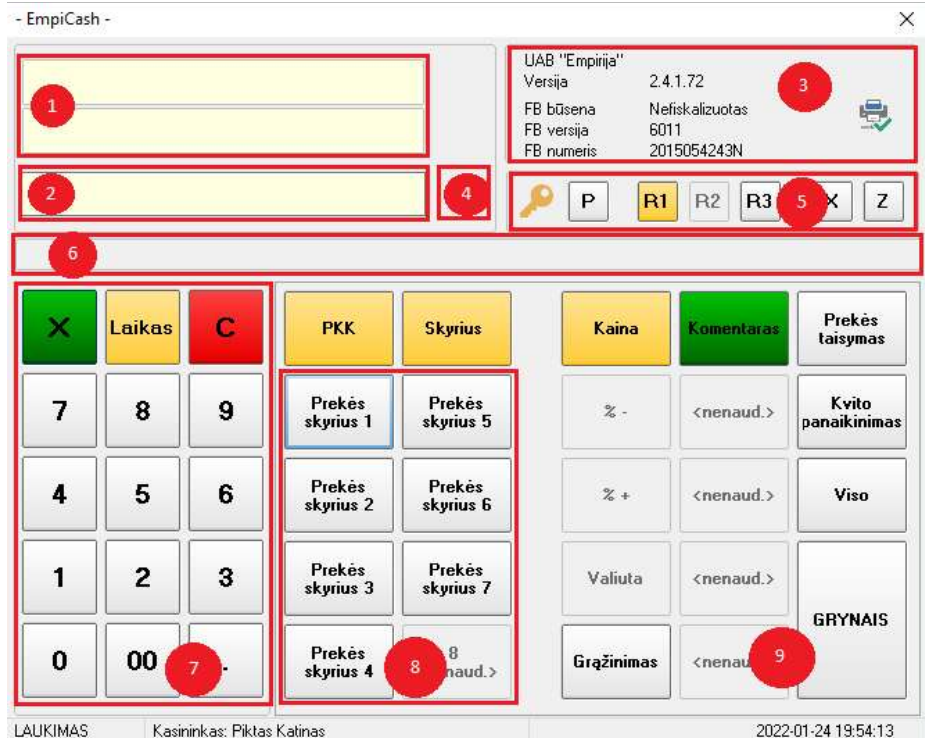 - EmpiCash -
1
2
4
UAB "Empirija"
Versija 2.4.1.72
FB būsena Nefiskalizuotas
FB versija 6011
FB numeris 2015054243N
3
P R1 R2 R3 5 X Z
6
X Laikas C
7 8 9
4 5 6
1 2 3
0 00 7 .
PKK Skyrius
Prekės skyrius 1
Prekės skyrius 5
Prekės skyrius 2
Prekės skyrius 6
Prekės skyrius 3
Prekės skyrius 7
Prekės skyrius 4
8
8
Kaina Komentaras Prekės taisymas
% - <nenaud.> Kvito panaikinimas
% + <nenaud.> Viso
Valiuta <nenaud.>
GRYNAIS
Grąžinimas
9
LAUKIMAS Kasininkas: Piktas Katinas 2022-01-24 19:54:13